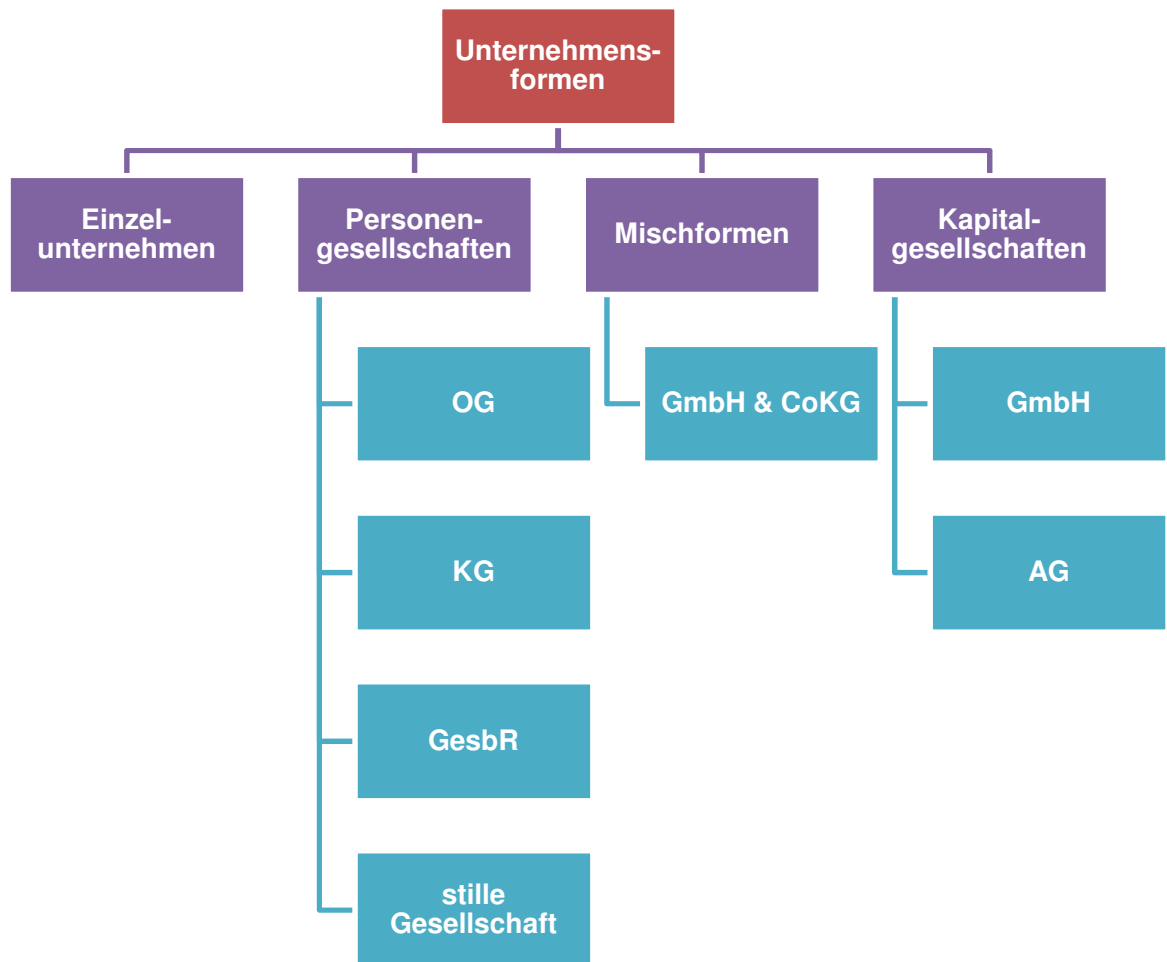 Unternehmens-
formen
Einzel-
unternehmen
Personen-
gesellschaften
Mischformen
Kapital-
gesellschaften
OG
GmbH & CoKG
GmbH
KG
AG
GesbR
stille
Gesellschaft